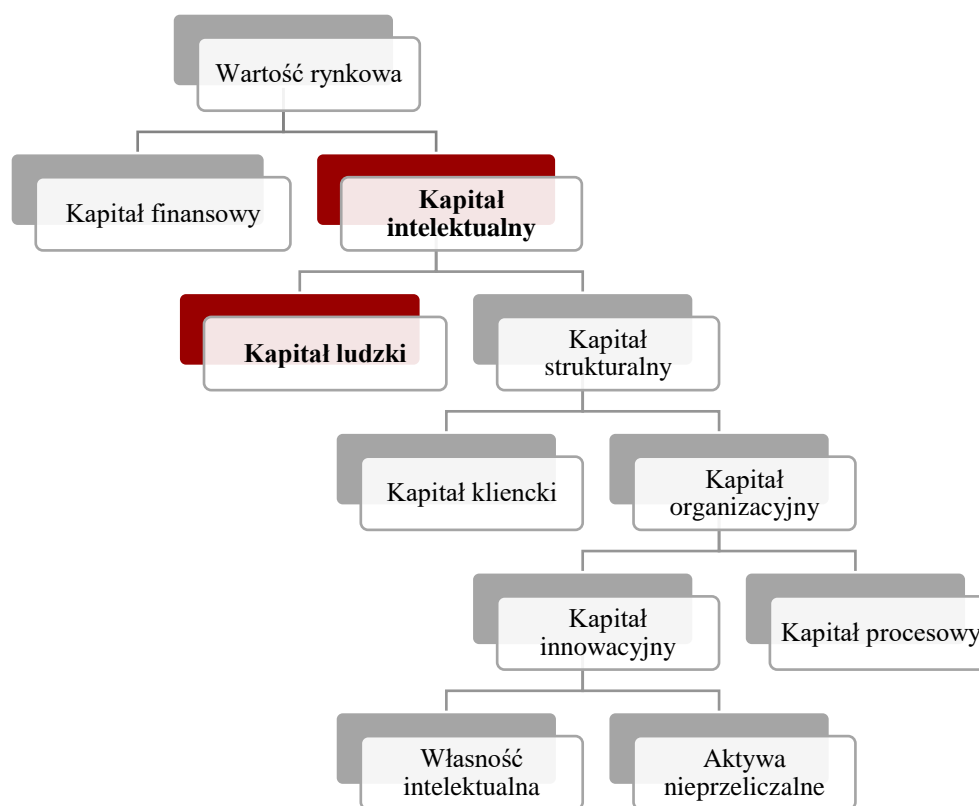 Wartość rynkowa
Kapitał finansowy
Kapitał
intelektualny
Kapitał ludzki
Kapitał
strukturalny
Kapitał kliencki
Kapitał
organizacyjny
Kapitał
innowacyjny
Kapitał procesowy
Własność
intelektualna
Aktywa
nieprzeliczalne